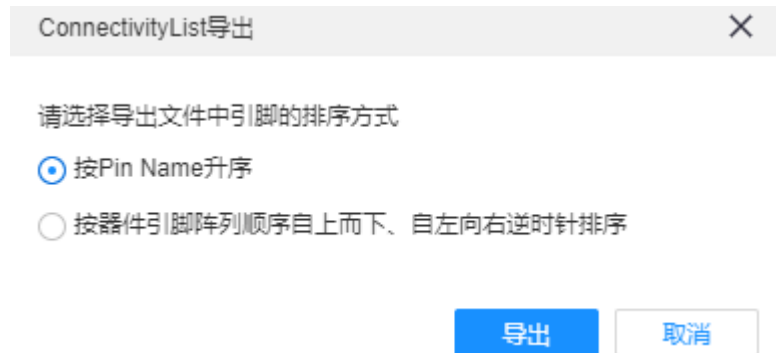 ConnectivityList导出
请选择导出文件中引脚的排序方式
按Pin Name升序
按器件引脚阵列顺序自上而下、自左向右逆时针排序
导出 取消